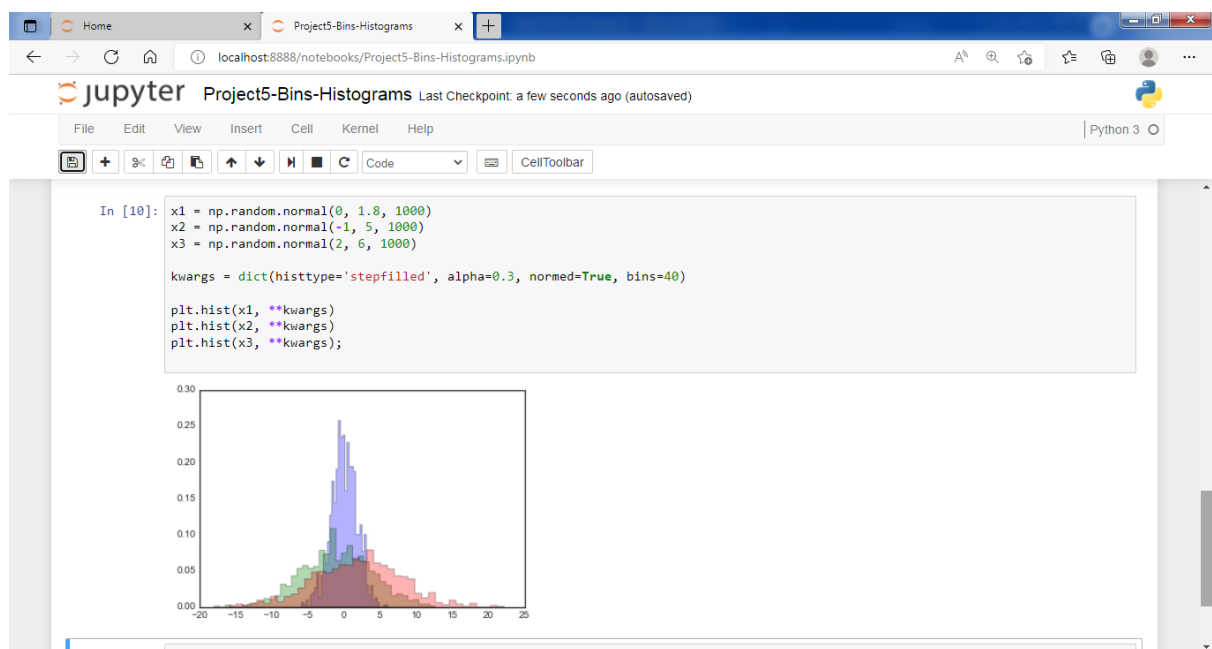 Home
Project5-Bins-Histograms
localhost:8888/notebooks/Project5-Bins-Histograms.ipynb
jupyter Project5-Bins-Histograms Last Checkpoint: a few seconds ago (autosaved)
File Edit View Insert Cell Kernel Help
Python 3
Code
CellToolbar
In [10]:
x1 = np.random.normal(0, 1.8, 1000)
x2 = np.random.normal(-1, 5, 1000)
x3 = np.random.normal(2, 6, 1000)
kwargs = dict(histtype='stepfilled', alpha=0.3, normed=True, bins=40)
plt.hist(x1, **kwargs)
plt.hist(x2, **kwargs)
plt.hist(x3, **kwargs);
0.30
0.25
0.20
0.15
0.10
0.05
0.00
−20 −15 −10 −5 0 5 10 15 20 25